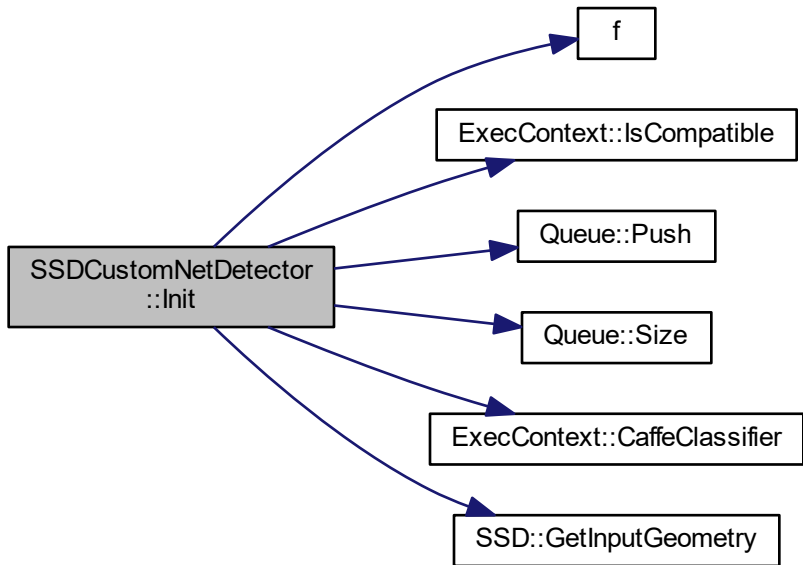 f
ExecContext::IsCompatible
Queue::Push
SSDCustomNetDetector
::Init
Queue::Size
ExecContext::CaffeClassifier
SSD::GetInputGeometry